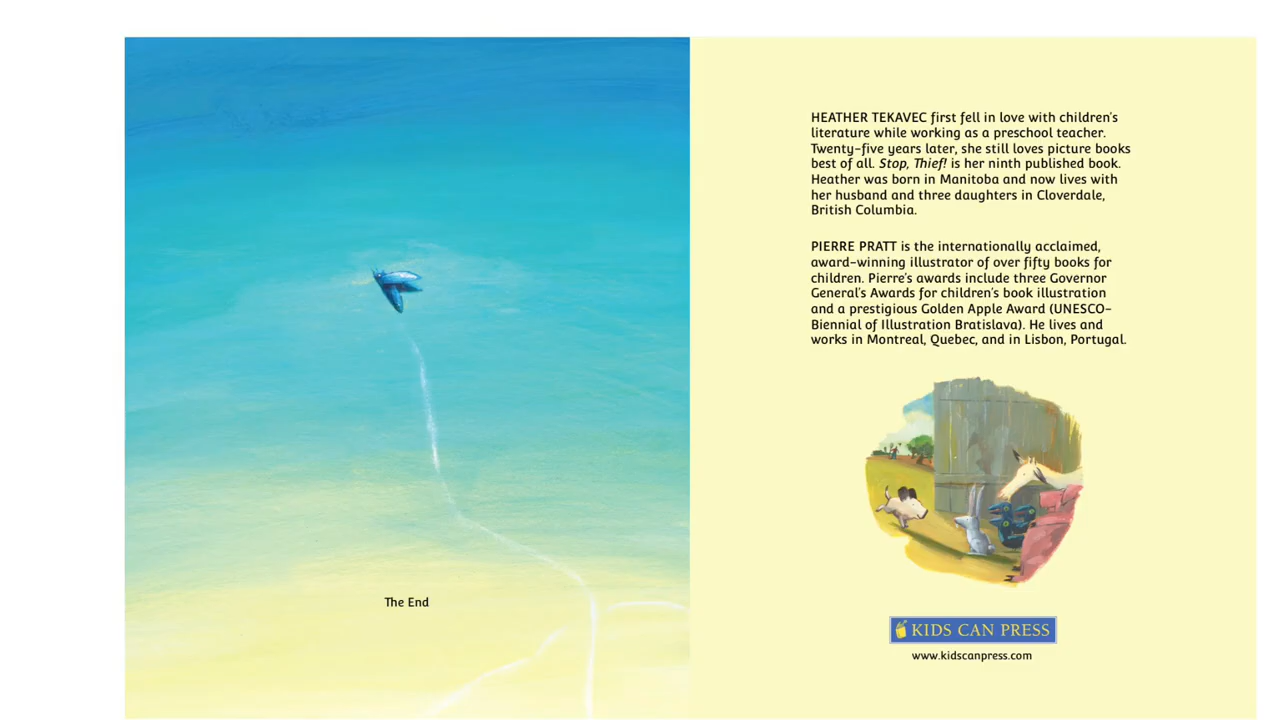 The End
HEATHER TEKAVEC first fell in love with children's
literature while working as a preschool teacher.
Twenty-five years later, she still loves picture books
best of all. Stop, Thief! is her ninth published book.
Heather was born in Manitoba and now lives with
her husband and three daughters in Cloverdale,
British Columbia.
PIERRE PRATT is the internationally acclaimed,
award-winning illustrator of over fifty books for
children. Pierre's awards include three Governor
General's Awards for children's book illustration
and a prestigious Golden Apple Award (UNESCO-
Biennial of Illustration Bratislava). He lives and
works in Montreal, Quebec, and in Lisbon, Portugal.
KIDS CAN PRESS
www.kidscanpress.com